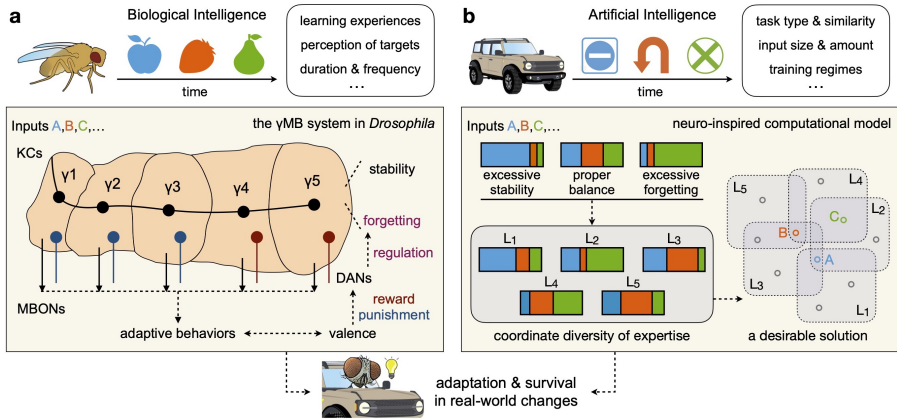 a
Biological Intelligence
time
learning experiences
perception of targets
duration & frequency
...
Inputs A,B,C,...
the γMB system in Drosophila
KCs
γ1
γ2
γ3
γ4
γ5
stability
forgetting
regulation
DANs
reward
punishment
MBONs
adaptive behaviors
valence
b
Artificial Intelligence
time
task type & similarity
input size & amount
training regimes
...
Inputs A,B,C,...
neuro-inspired computational model
excessive
stability
proper
balance
excessive
forgetting
L1
L2
L3
L4
L5
coordinate diversity of expertise
L5
L4
L2
C
B
A
L3
L1
a desirable solution
adaptation & survival
in real-world changes